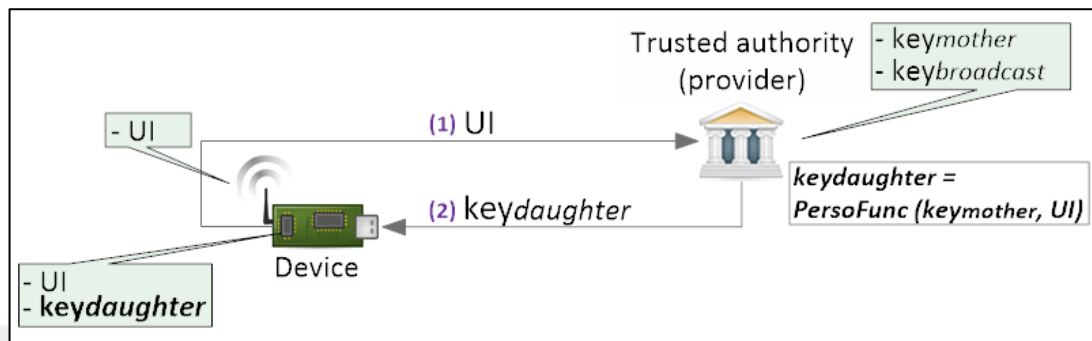 Trusted authority
(provider)
- keymother
- keybroadcast
- UI
(1) UI
keydaughter =
PersoFunc (keymother, UI)
(2) keydaughter
Device
- UI
- keydaughter